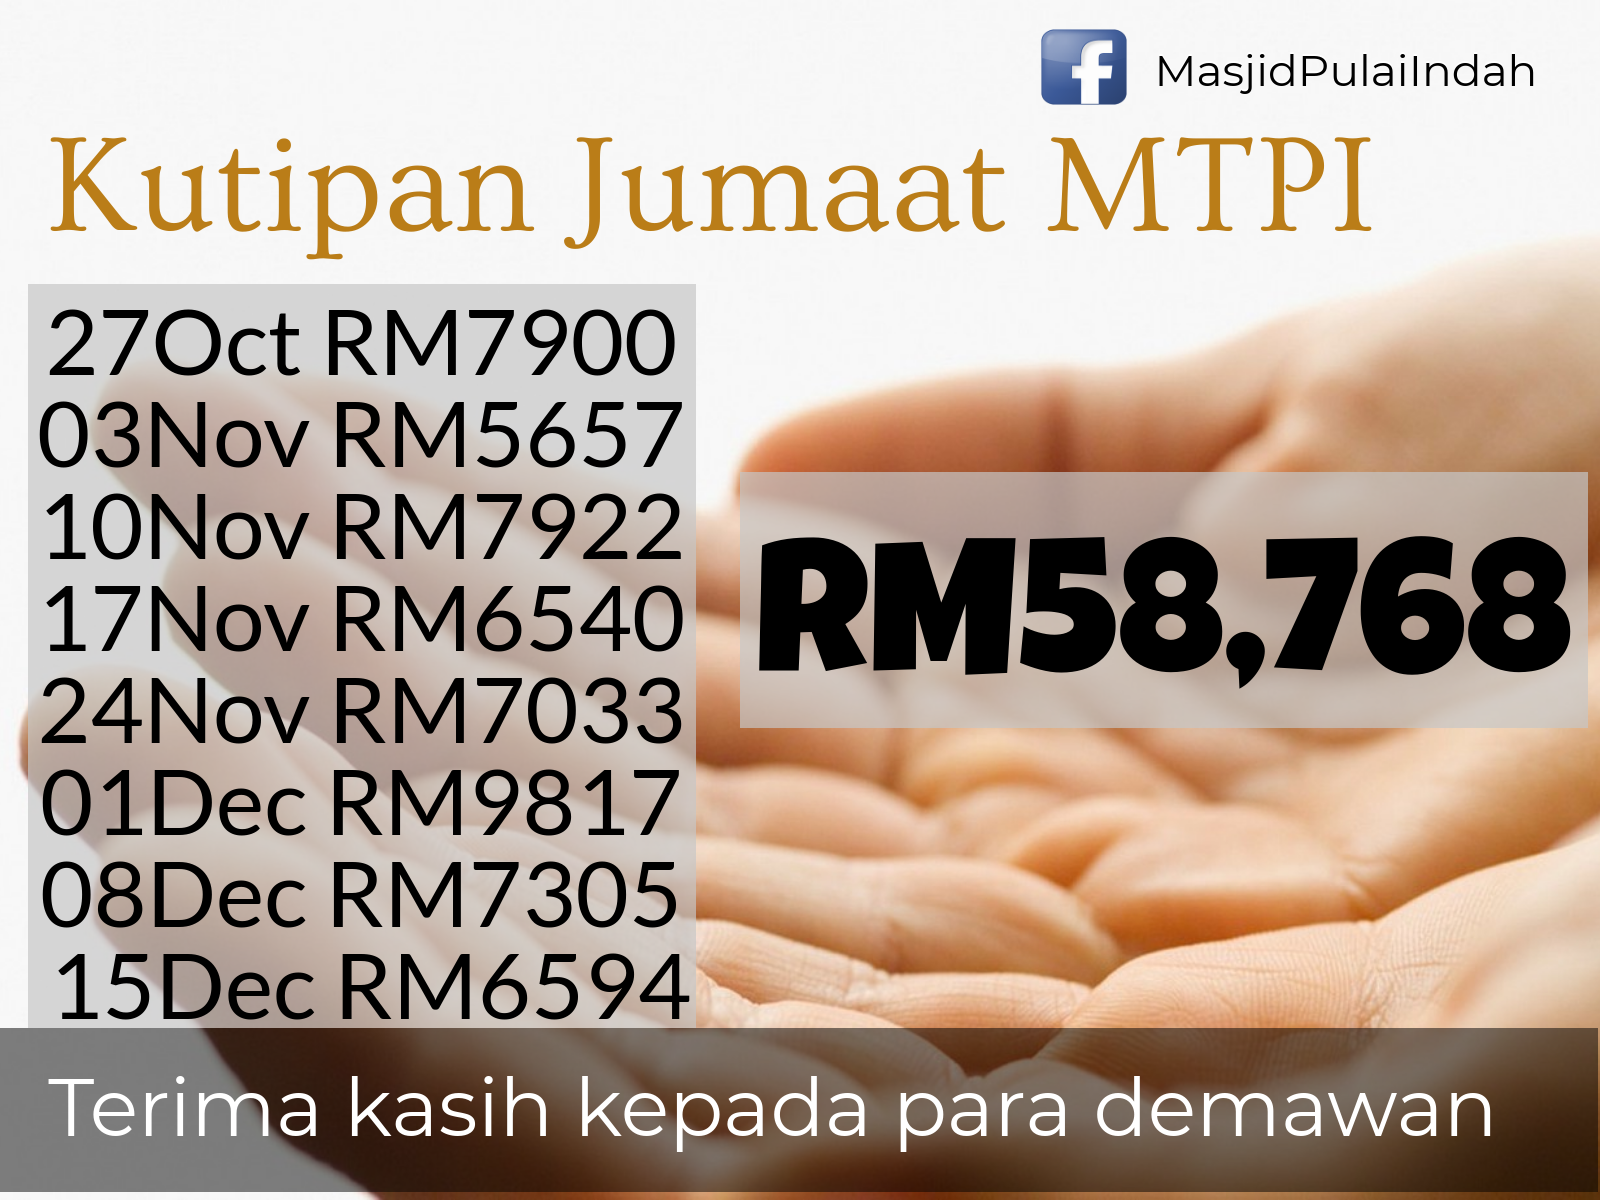 MasjidPulaiIndah
Kutipan Jumaat MTPI
27Oct RM7900
03Nov RM5657
10Nov RM7922
17Nov RM6540
24Nov RM7033
01Dec RM9817
08Dec RM7305
15Dec RM6594
RM58,768
Terima kasih kepada para demawan